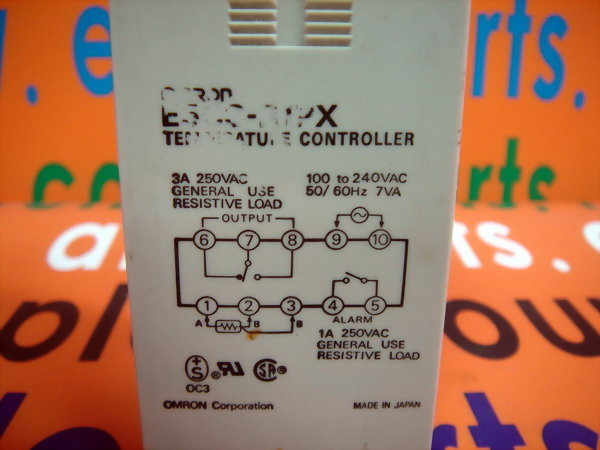 TEMPERATURE CONTROLLER
3A 250VAC
GENERAL USE
RESISTIVE LOAD
100 to 240VAC
50/60Hz 7VA
OUTPUT
6 7 8 9 10
1 2 3 4 5
A B B
ALARM
1A 250VAC
GENERAL USE
RESISTIVE LOAD
OC3
OMRON Corporation
MADE IN JAPAN